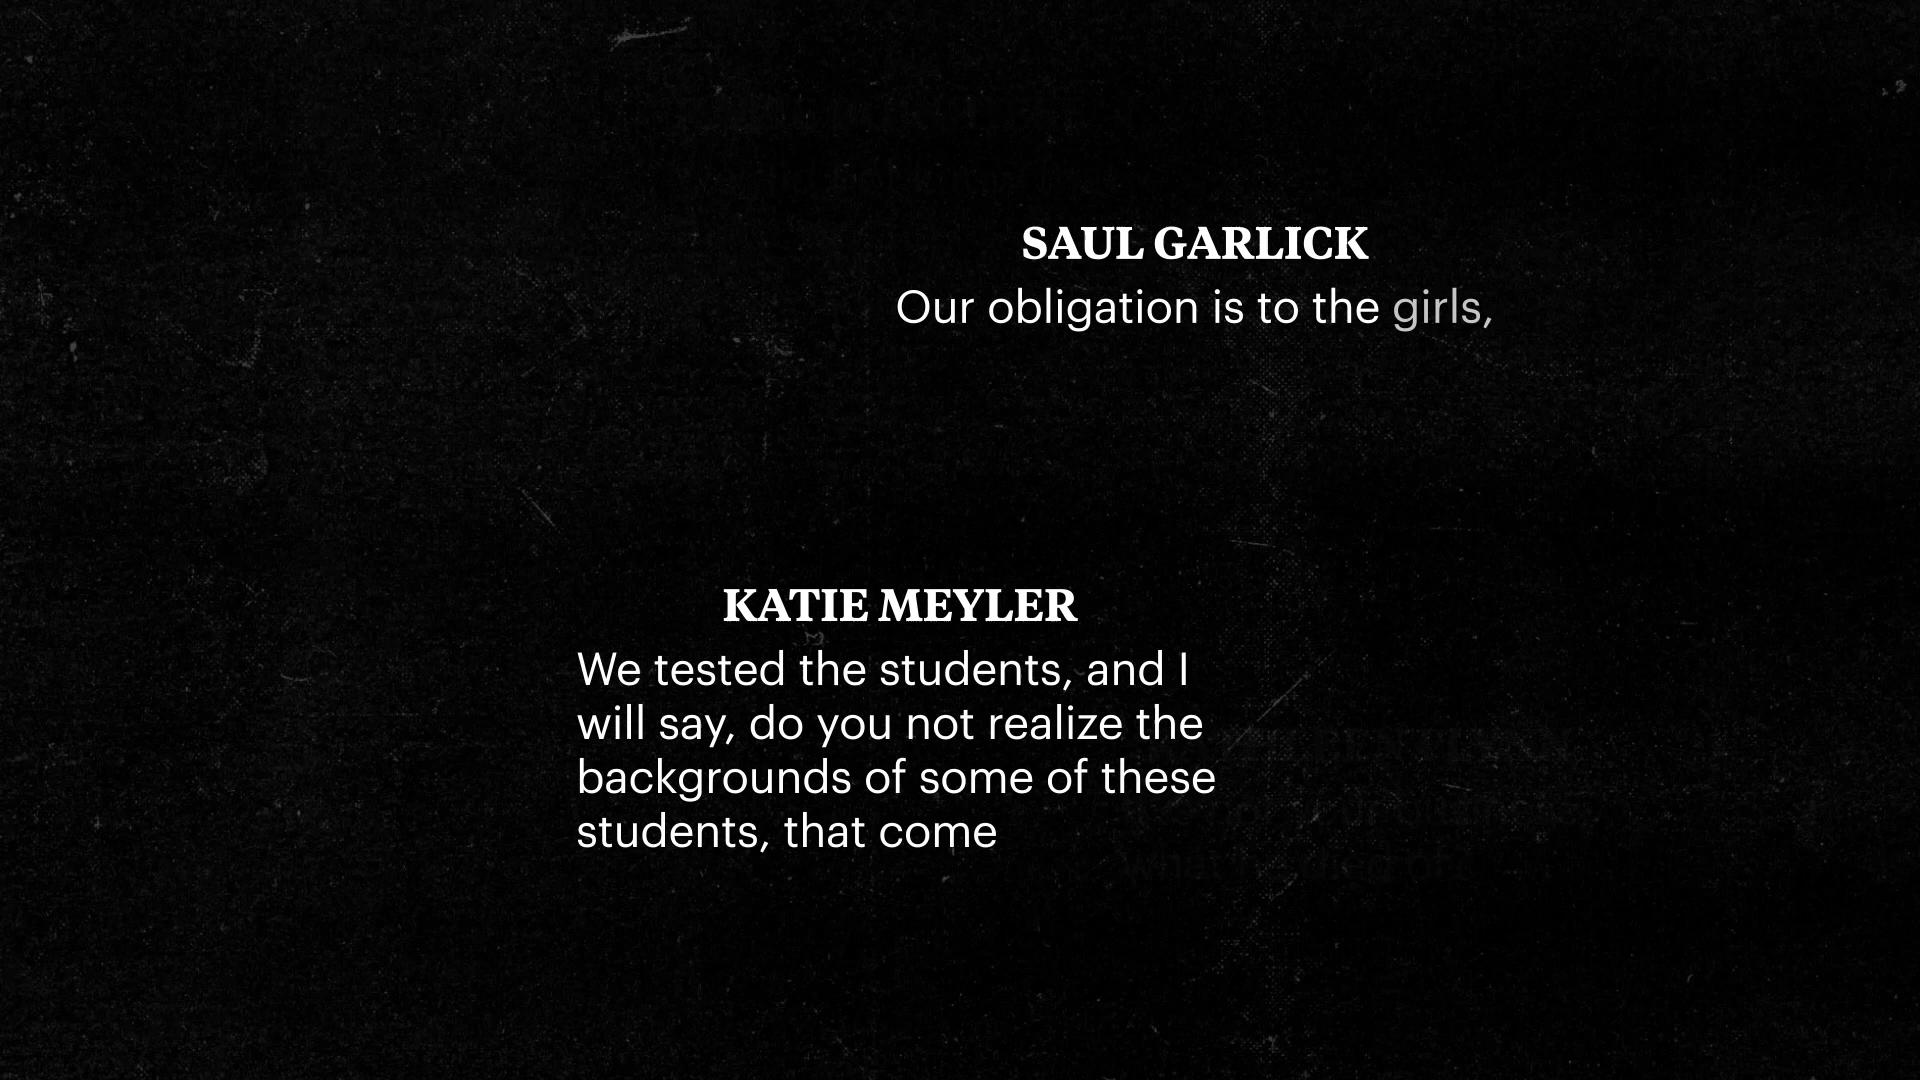 SAUL GARLICK
Our obligation is to the girls,
KATIE MEYLER
We tested the students, and I
will say, do you not realize the
backgrounds of some of these
students, that come